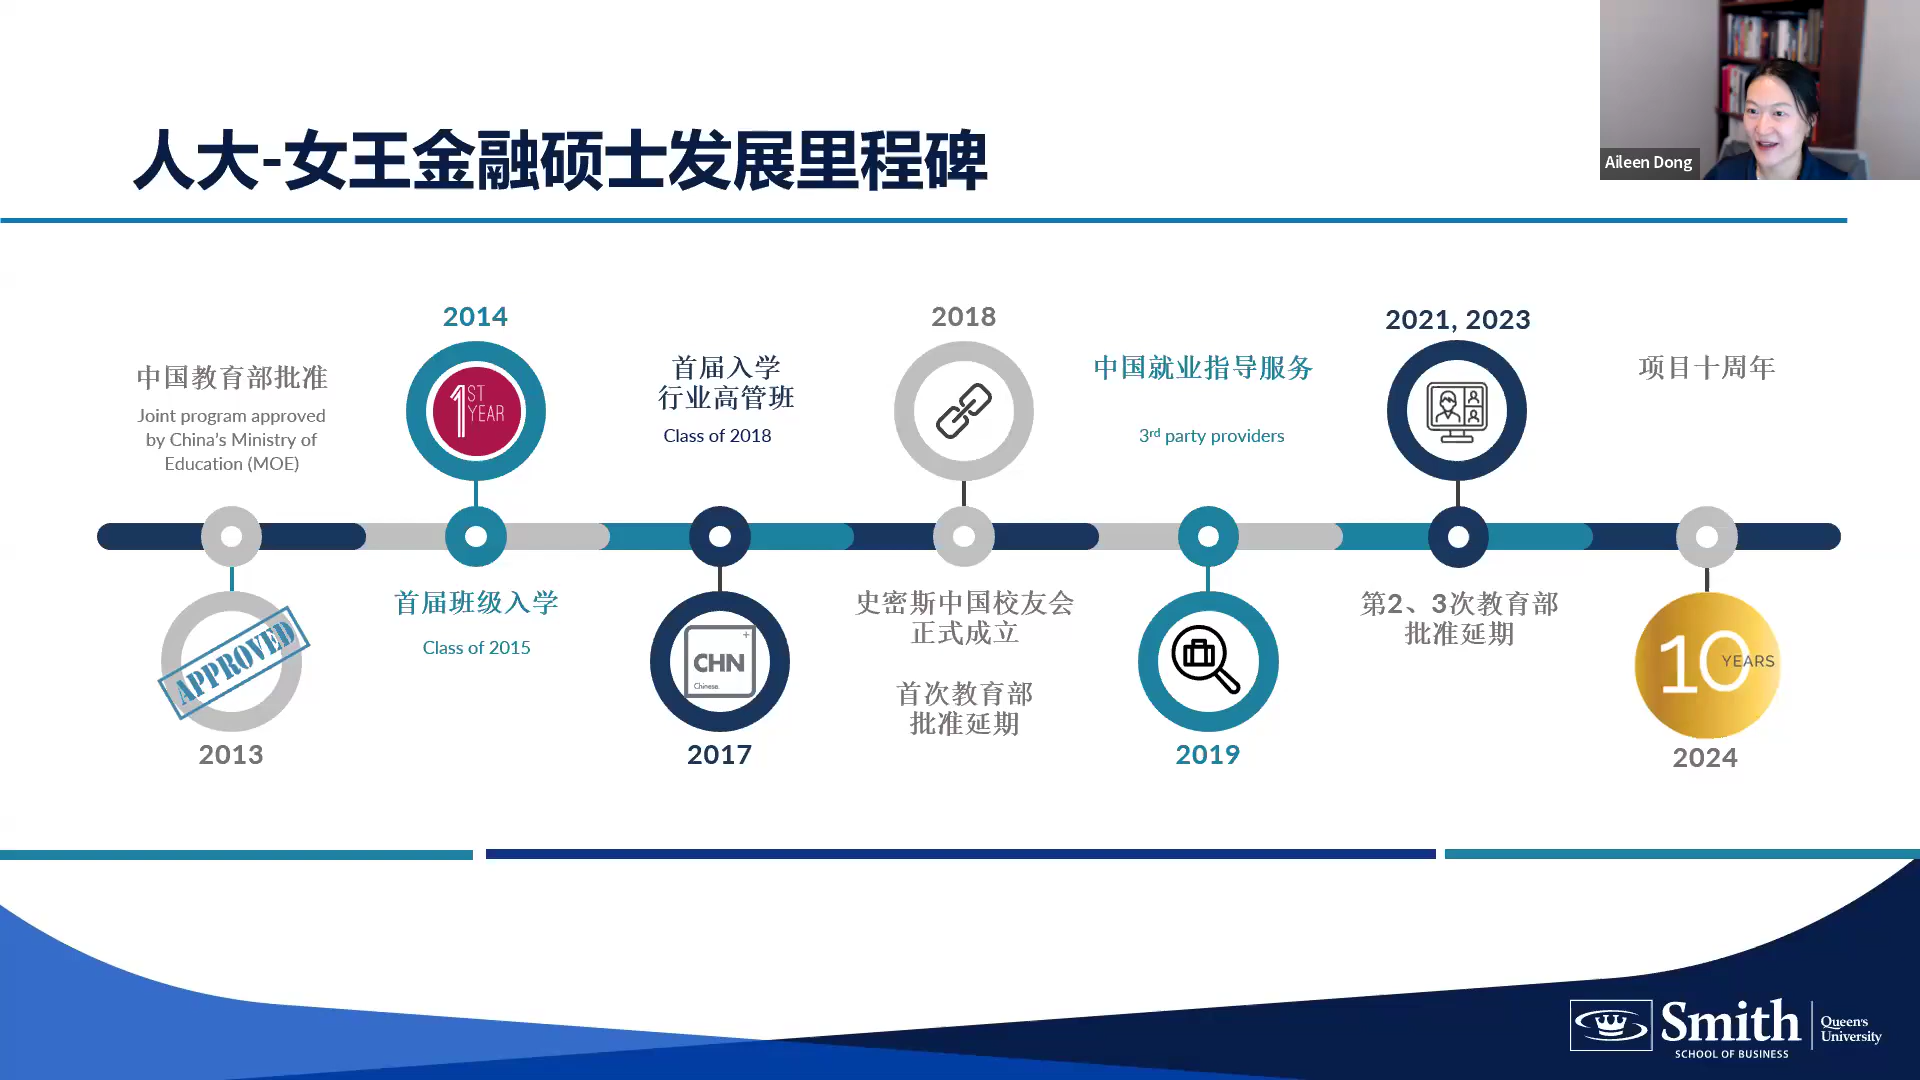 人大-女王金融硕士发展里程碑
Aileen Dong
中国教育部批准
Joint program approved
by China's Ministry of
Education (MOE)
APPROVED
2013
2014
1ST
YEAR
首届班级入学
Class of 2015
首届入学
行业高管班
Class of 2018
CHN
+
Chinese
2017
2018
史密斯中国校友会
正式成立
首次教育部
批准延期
中国就业指导服务
3rd party providers
2019
2021, 2023
第2、3次教育部
批准延期
项目十周年
10 YEARS
2024
Smith
SCHOOL OF BUSINESS
Queen's
University